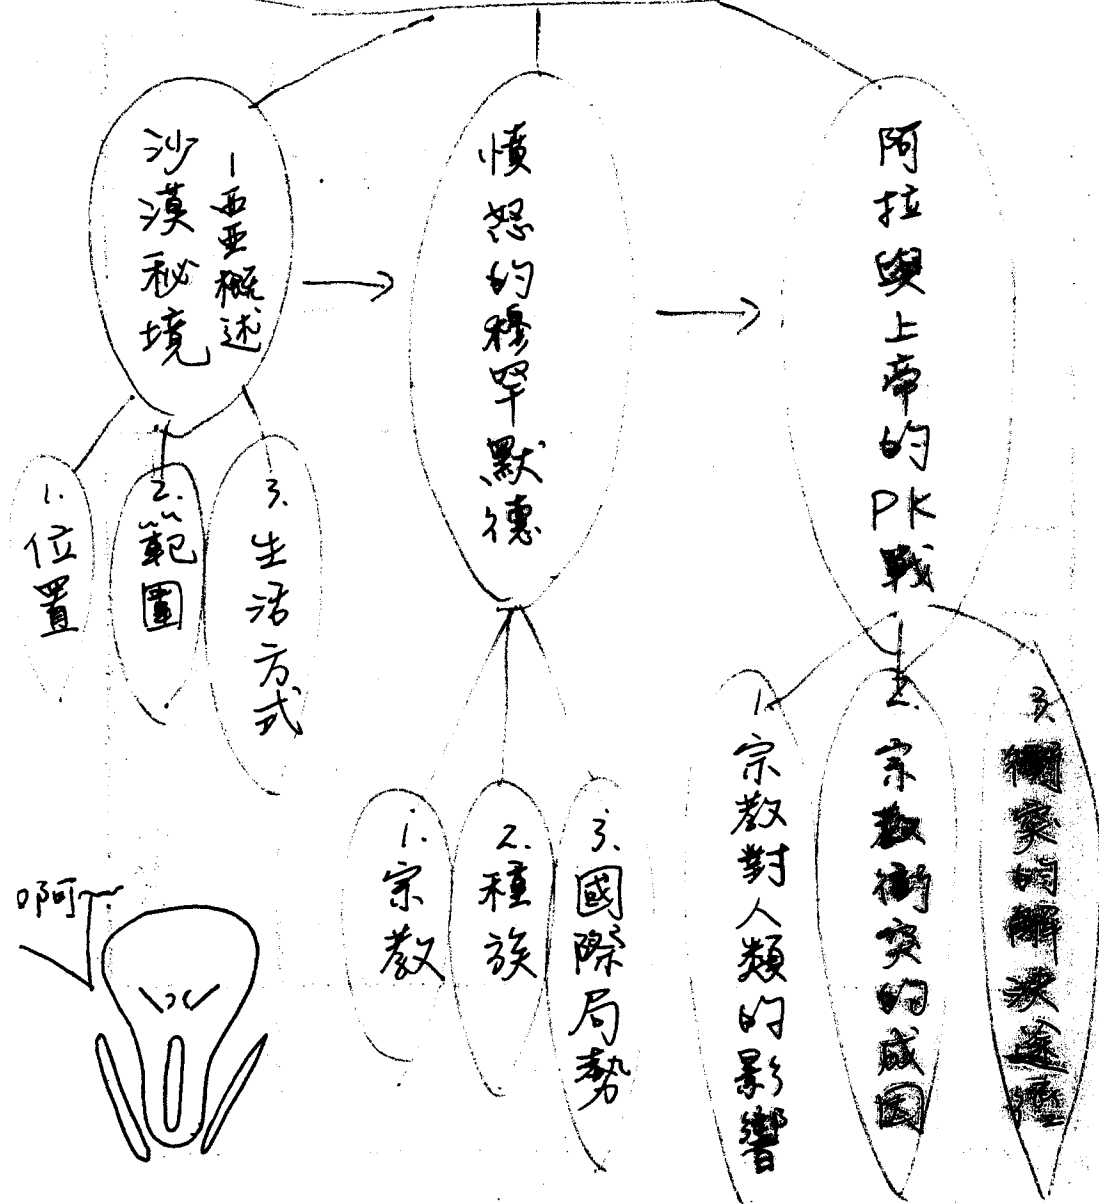 沙漠秘境
－西亞概述
1. 位置
2. 範圍
3. 生活方式
憤怒的穆罕默德
1. 宗教
2. 種族
3. 國際局勢
阿拉與上帝的PK戰
1. 宗教對人類的影響
2. 宗教衝突的成因
3. 衝突的解決途徑
啊~